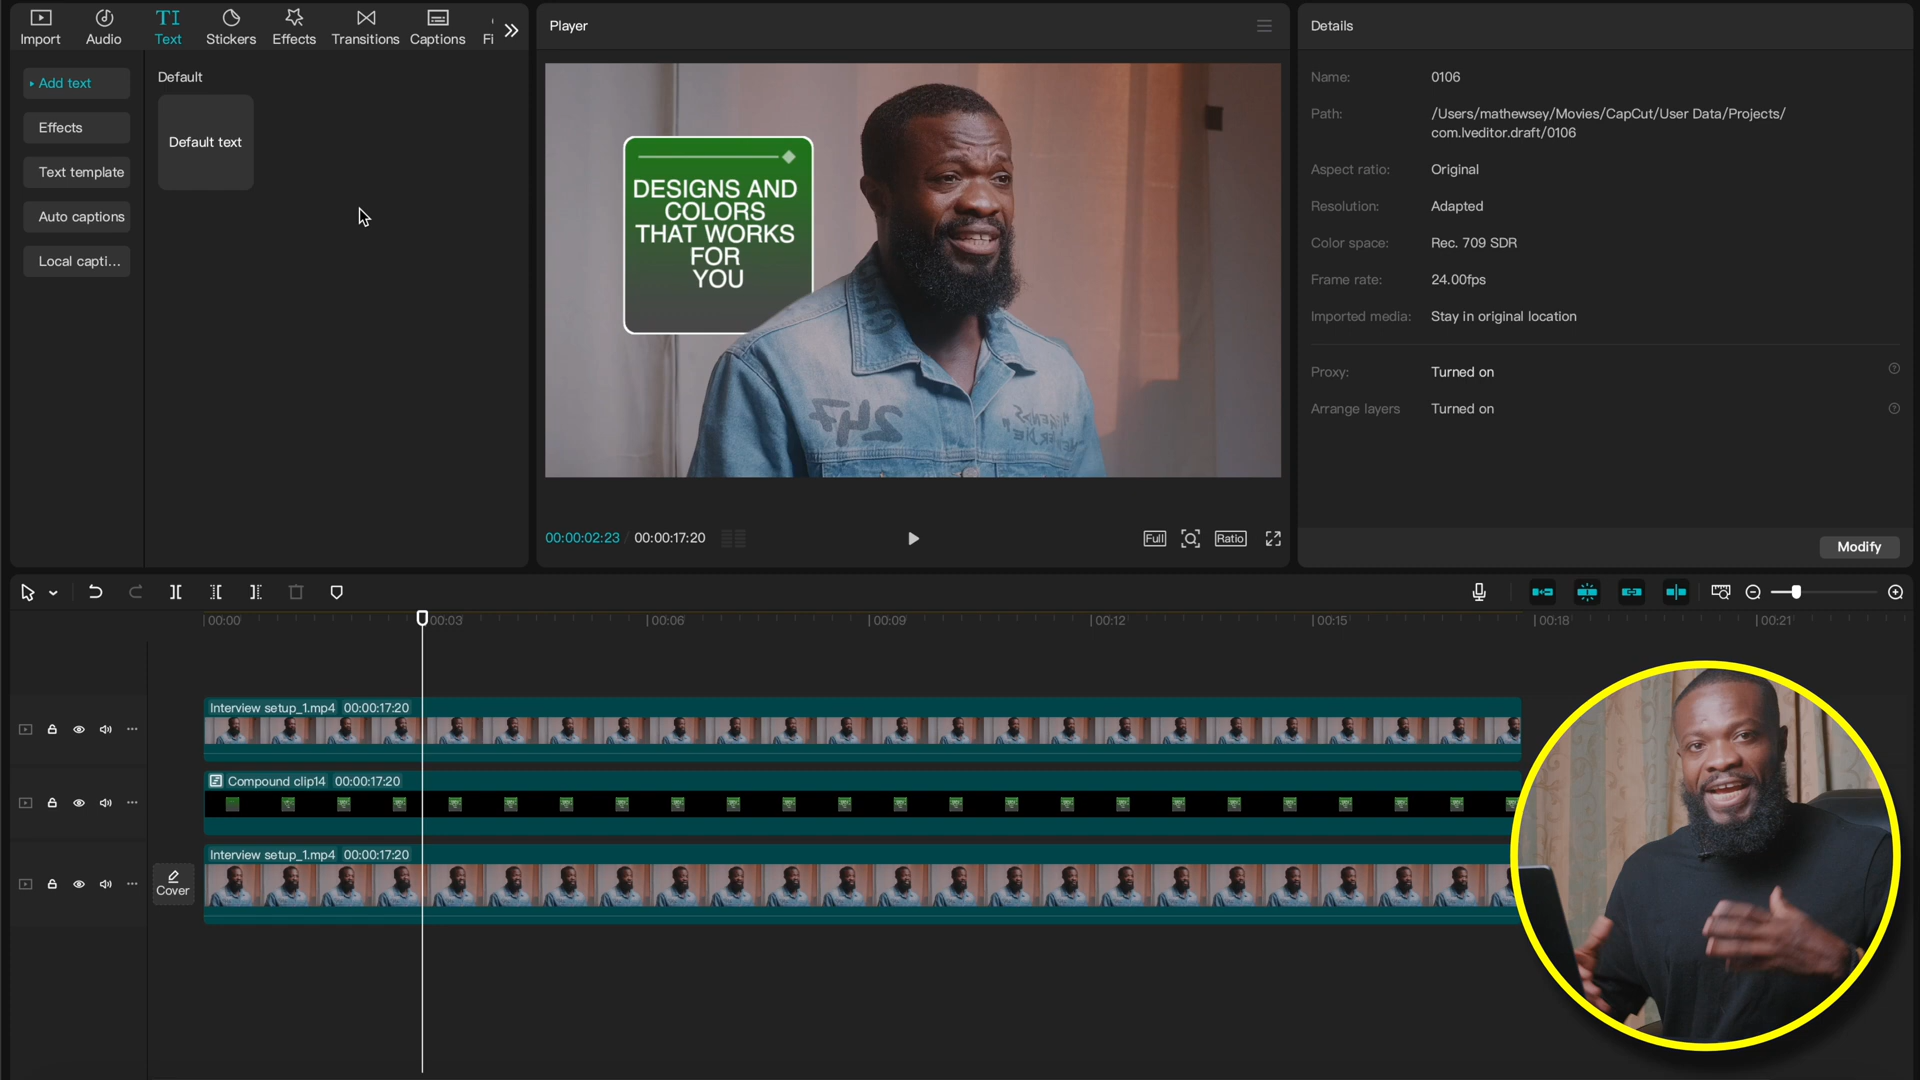 Import
Audio
TI
Text
Stickers
Effects
Transitions
Captions
Fi
Player
Details
Add text
Effects
Text template
Auto captions
Local capti...
Default
Default text
DESIGNS AND
COLORS
THAT WORKS
FOR
YOU
247
Name: 0106
Path: /Users/mathewsey/Movies/CapCut/User Data/Projects/
com.lveditor.draft/0106
Aspect ratio: Original
Resolution: Adapted
Color space: Rec. 709 SDR
Frame rate: 24.00fps
Imported media: Stay in original location
Proxy: Turned on
Arrange layers Turned on
Modify
00:00:02:23 / 00:00:17:20
Full
Ratio
00:00
00:03
00:06
00:09
00:12
00:15
00:18
00:21
Interview setup_1.mp4 00:00:17:20
Compound clip14 00:00:17:20
Interview setup_1.mp4 00:00:17:20
Cover